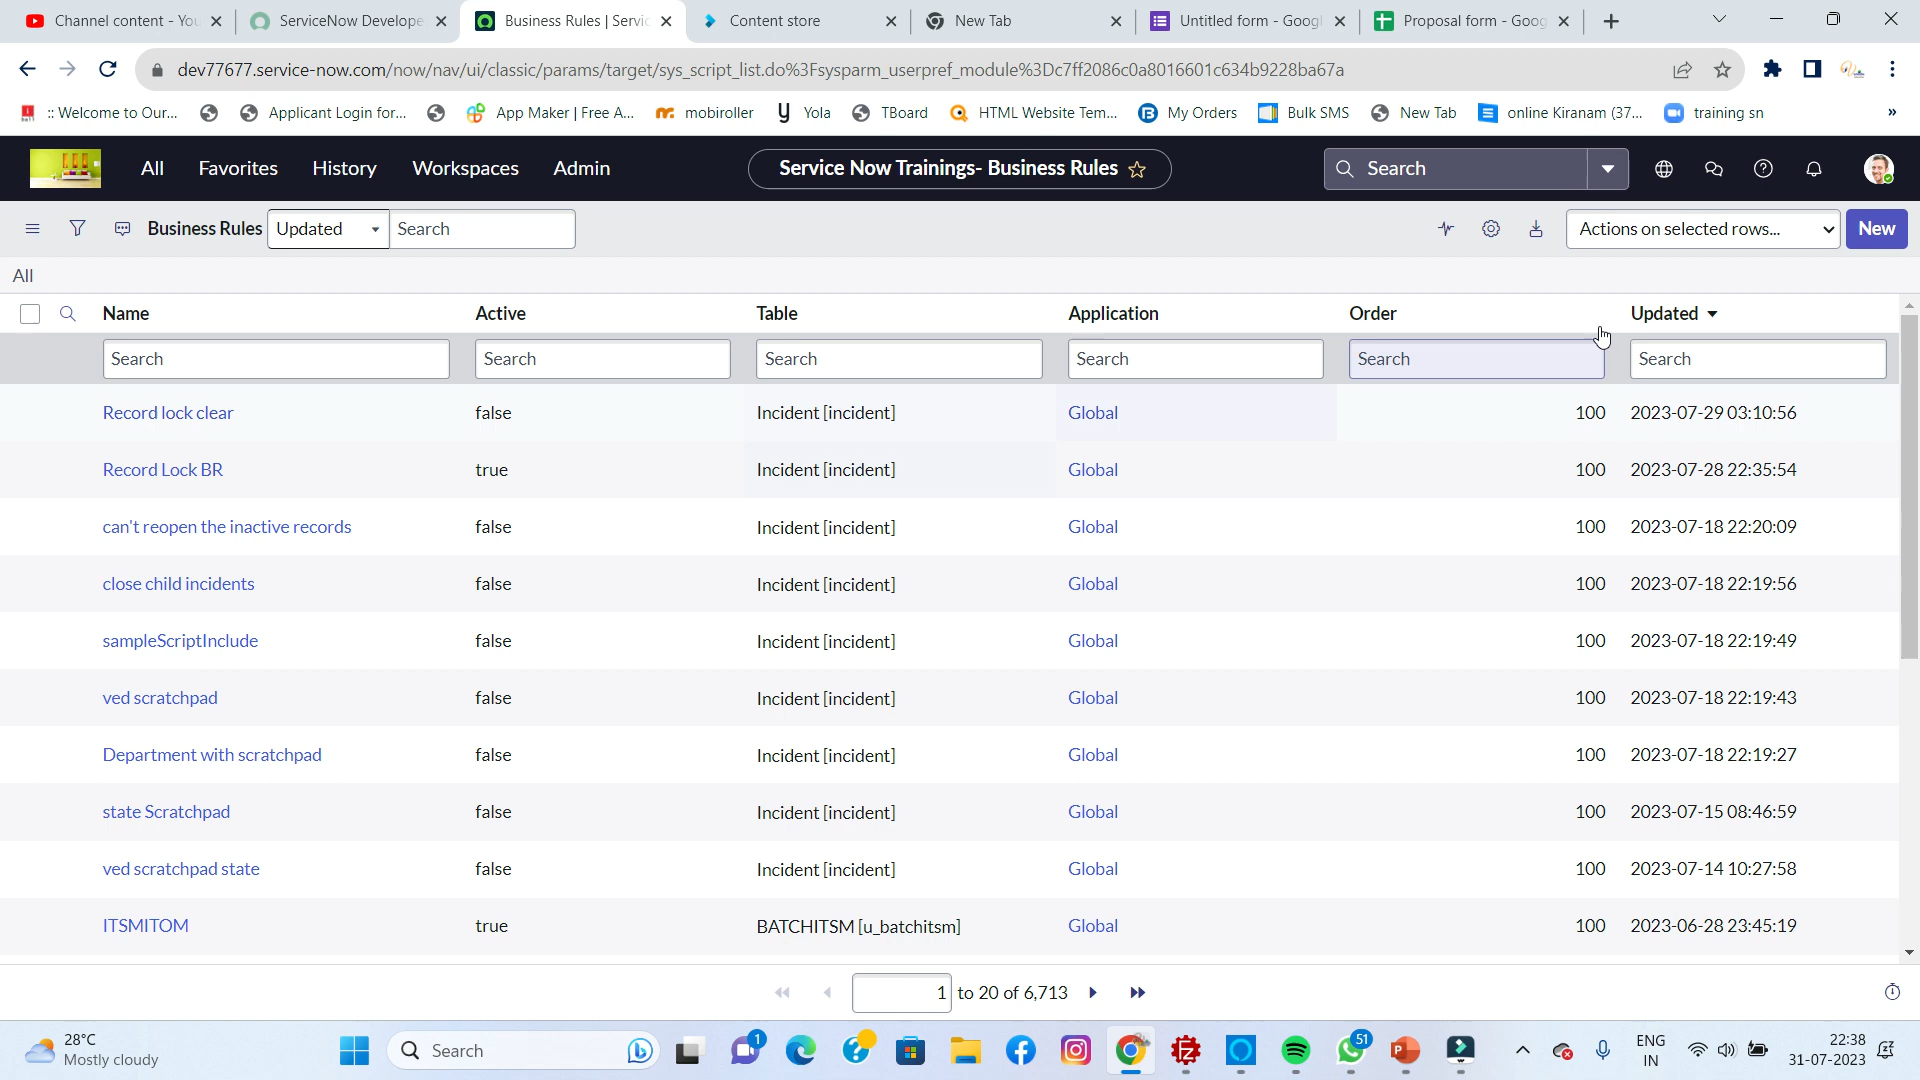 Channel content - You
ServiceNow Develope
Business Rules | Servic
Content store
New Tab
Untitled form - Googl
Proposal form - Goog
dev77677.service-now.com/now/nav/ui/classic/params/target/sys_script_list.do%3Fsysparm_userpref_module%3Dc7ff2086c0a8016601c634b9228ba67a
:: Welcome to Our...
Applicant Login for...
App Maker | Free A...
mobiroller
Yola
TBoard
HTML Website Tem...
My Orders
Bulk SMS
New Tab
online Kiranam (37...
training sn
»
All Favorites History Workspaces Admin
Service Now Trainings- Business Rules
Search
Business Rules Updated Search
Actions on selected rows... New
All
Name Active Table Application Order Updated
Search Search Search Search Search Search
Record lock clear false Incident [incident] Global 100 2023-07-29 03:10:56
Record Lock BR true Incident [incident] Global 100 2023-07-28 22:35:54
can't reopen the inactive records false Incident [incident] Global 100 2023-07-18 22:20:09
close child incidents false Incident [incident] Global 100 2023-07-18 22:19:56
sampleScriptInclude false Incident [incident] Global 100 2023-07-18 22:19:49
ved scratchpad false Incident [incident] Global 100 2023-07-18 22:19:43
Department with scratchpad false Incident [incident] Global 100 2023-07-18 22:19:27
state Scratchpad false Incident [incident] Global 100 2023-07-15 08:46:59
ved scratchpad state false Incident [incident] Global 100 2023-07-14 10:27:58
ITSMITOM true BATCHITSM [u_batchitsm] Global 100 2023-06-28 23:45:19
1 to 20 of 6,713
28°C
Mostly cloudy
Search
1
51
ENG
IN
22:38
31-07-2023